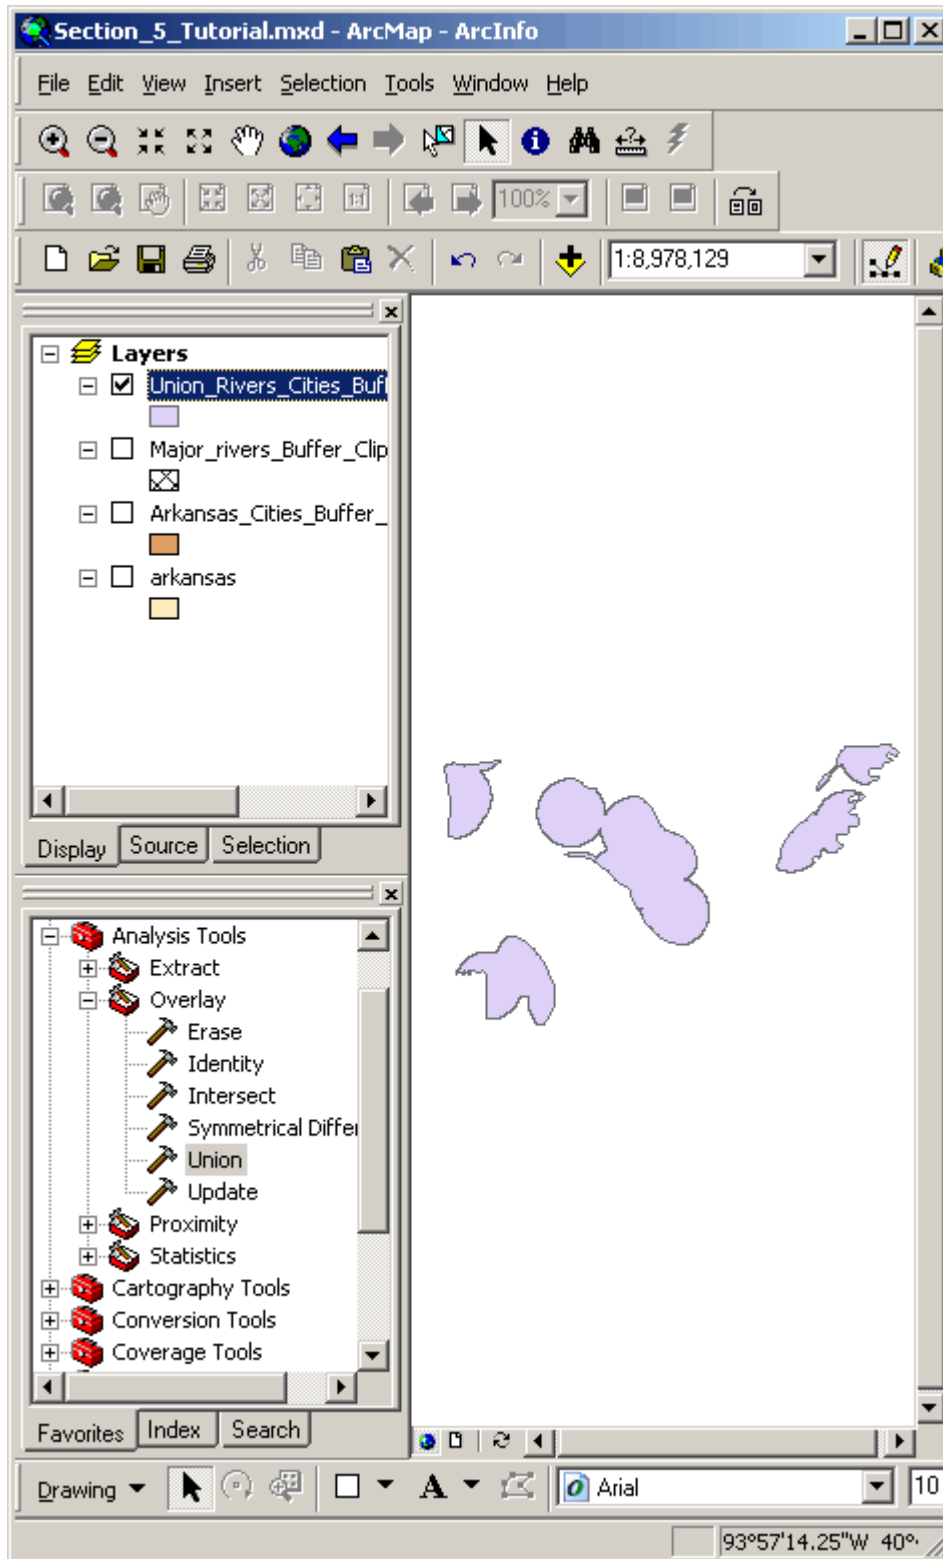 Section_5_Tutorial.mxd - ArcMap - ArcInfo
File Edit View Insert Selection Tools Window Help
1:1 100%
1:8,978,129
Layers
Union_Rivers_Cities_Buf
Major_rivers_Buffer_Clip
Arkansas_Cities_Buffer_
arkansas
Display Source Selection
Analysis Tools
Extract
Overlay
Erase
Identity
Intersect
Symmetrical Differ
Union
Update
Proximity
Statistics
Cartography Tools
Conversion Tools
Coverage Tools
Favorites Index Search
Drawing A Arial 10
93°57'14.25"W 40°